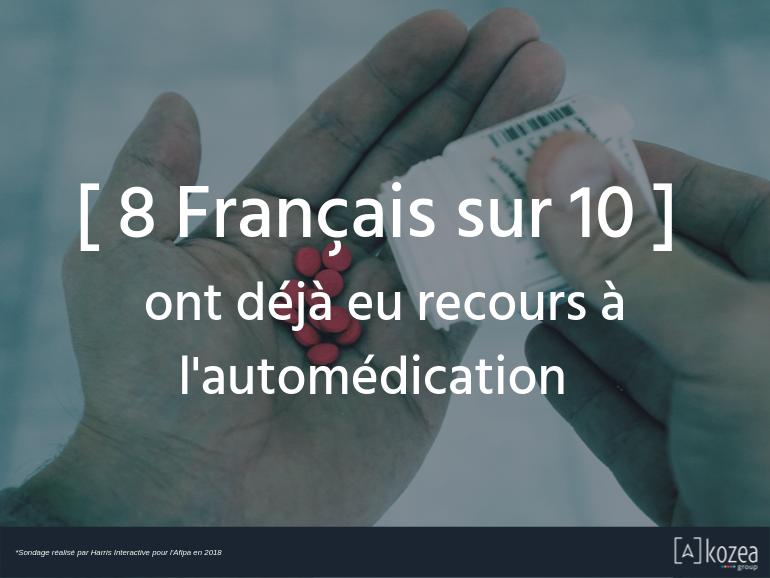 [ 8 Français sur 10 ]
ont déjà eu recours à
l'automédication
*Sondage réalisé par Harris Interactive pour l'Afipa en 2018
[A] kozea
group